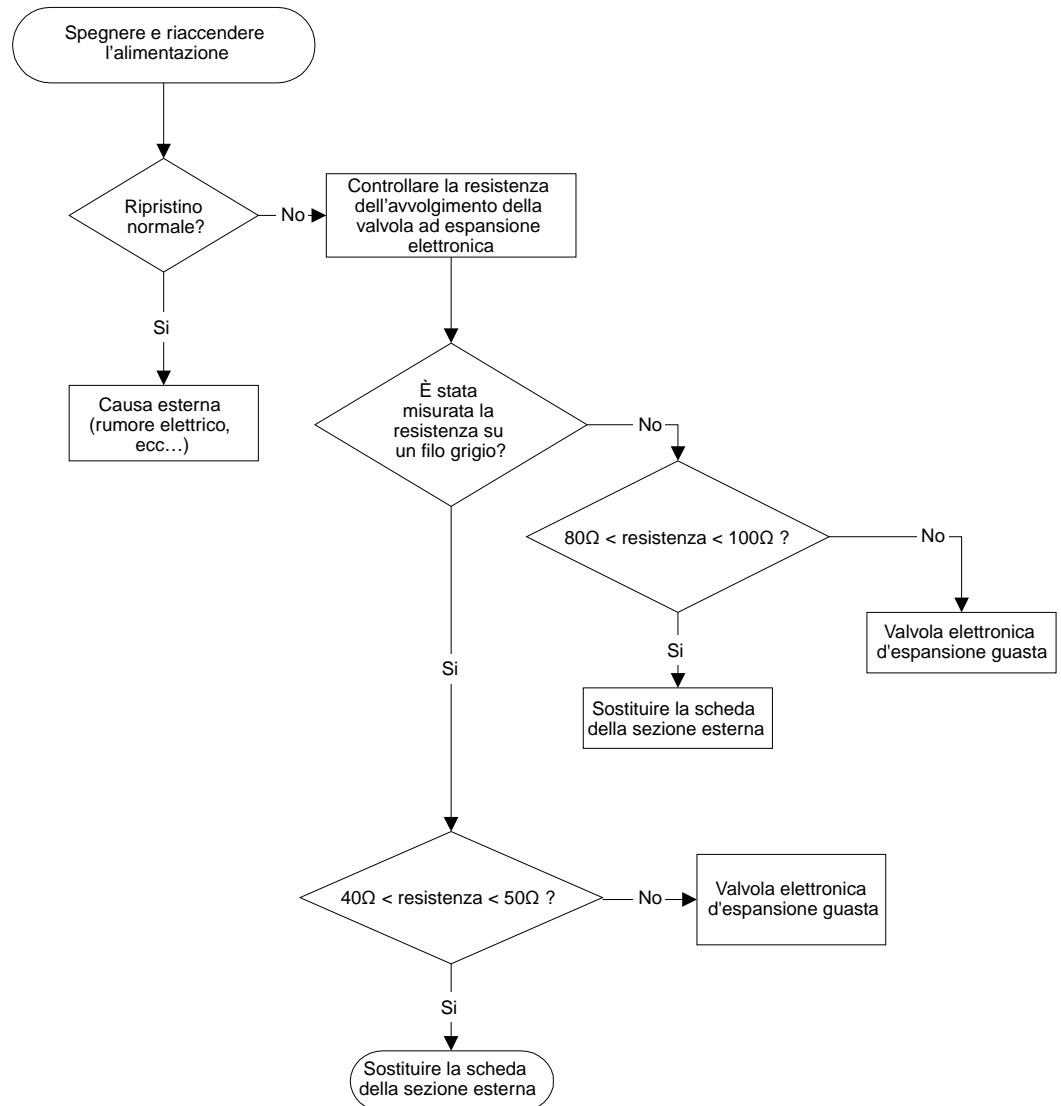 Spegnere e riaccendere
l'alimentazione
Ripristino
normale?
No
Controllare la resistenza
dell'avvolgimento della
valvola ad espansione
elettronica
Si
Causa esterna
(rumore elettrico,
ecc…)
È stata
misurata la
resistenza su
un filo grigio?
No
80Ω < resistenza < 100Ω ?
No
Valvola elettronica
d'espansione guasta
Si
Sostituire la scheda
della sezione esterna
Si
40Ω < resistenza < 50Ω ?
No
Valvola elettronica
d'espansione guasta
Si
Sostituire la scheda
della sezione esterna